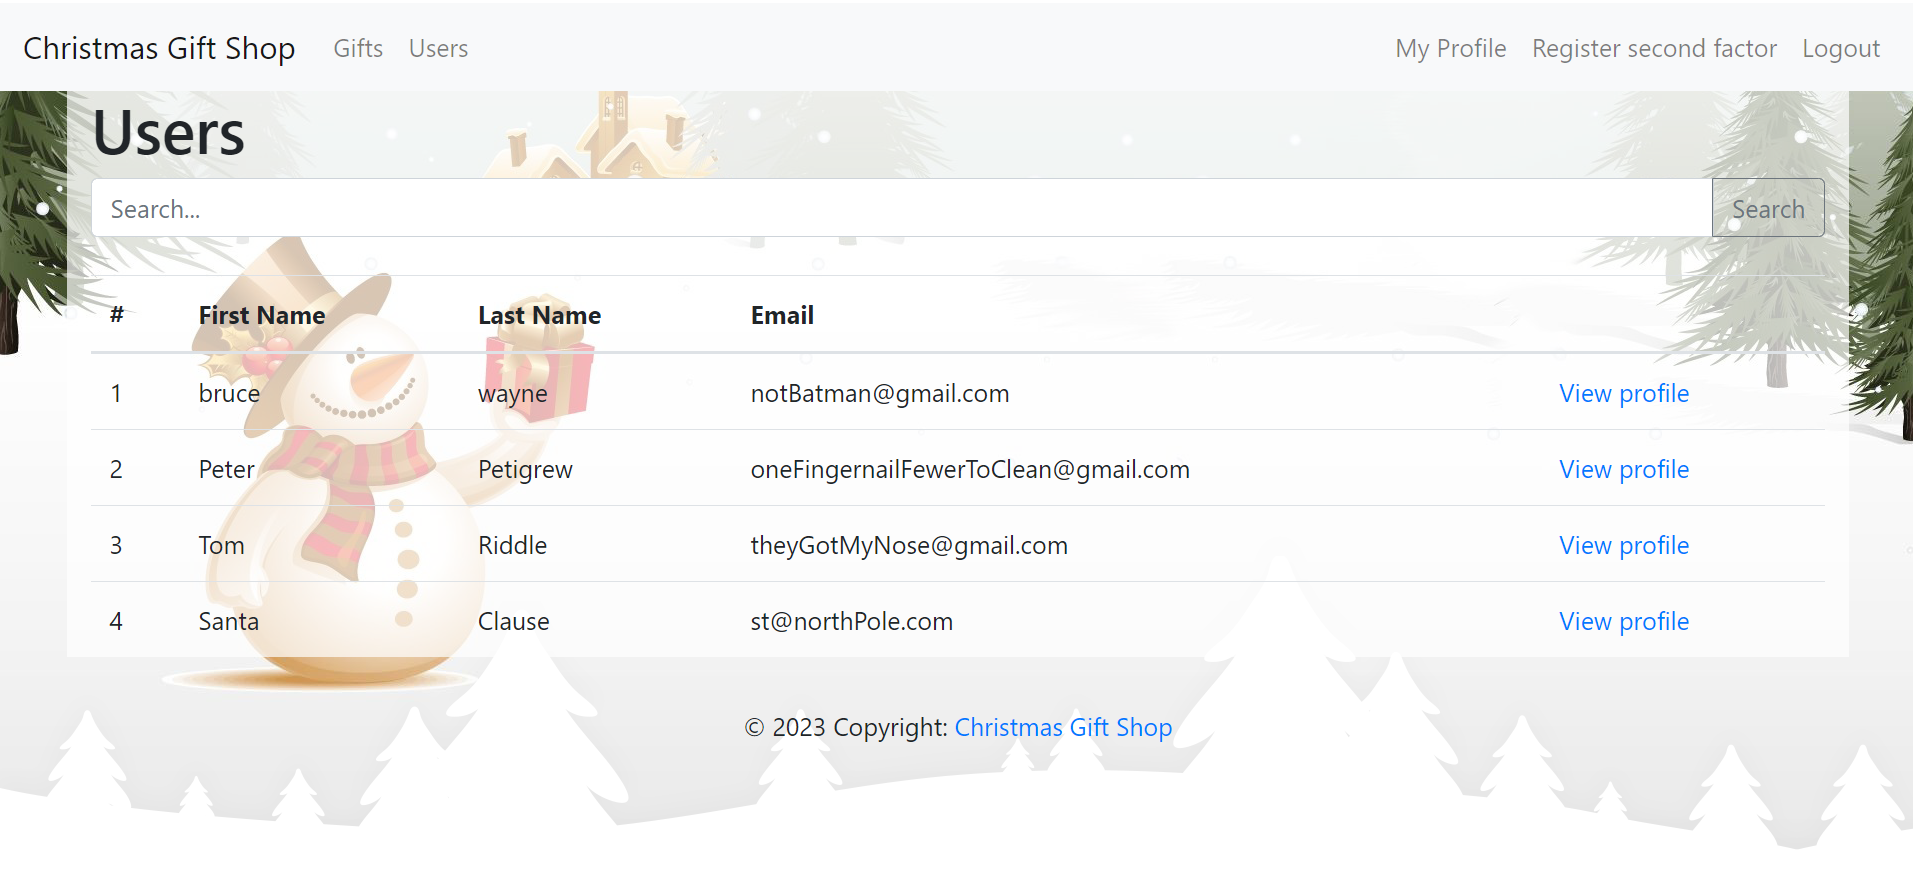 Christmas Gift Shop Gifts Users My Profile Register second factor Logout
Users
Search... Search
# First Name Last Name Email
1 bruce wayne notBatman@gmail.com View profile
2 Peter Petigrew oneFingernailFewerToClean@gmail.com View profile
3 Tom Riddle theyGotMyNose@gmail.com View profile
4 Santa Clause st@northPole.com View profile
© 2023 Copyright: Christmas Gift Shop